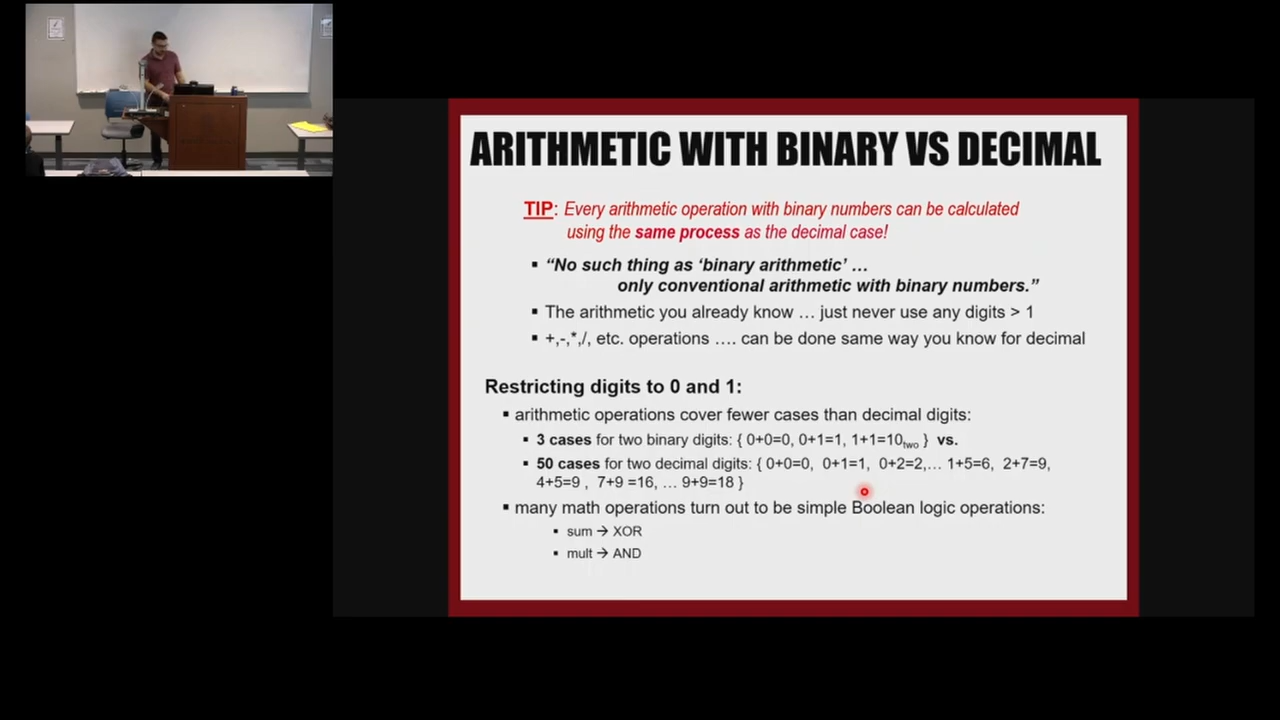 ARITHMETIC WITH BINARY VS DECIMAL
TIP: Every arithmetic operation with binary numbers can be calculated
using the same process as the decimal case!
▪ “No such thing as ‘binary arithmetic’ …
only conventional arithmetic with binary numbers.”
▪ The arithmetic you already know … just never use any digits > 1
▪ +,-,*,/, etc. operations …. can be done same way you know for decimal
Restricting digits to 0 and 1:
▪ arithmetic operations cover fewer cases than decimal digits:
▪ 3 cases for two binary digits: { 0+0=0, 0+1=1, 1+1=10two } vs.
▪ 50 cases for two decimal digits: { 0+0=0, 0+1=1, 0+2=2,… 1+5=6, 2+7=9,
4+5=9 , 7+9 =16, … 9+9=18 }
▪ many math operations turn out to be simple Boolean logic operations:
▪ sum → XOR
▪ mult → AND